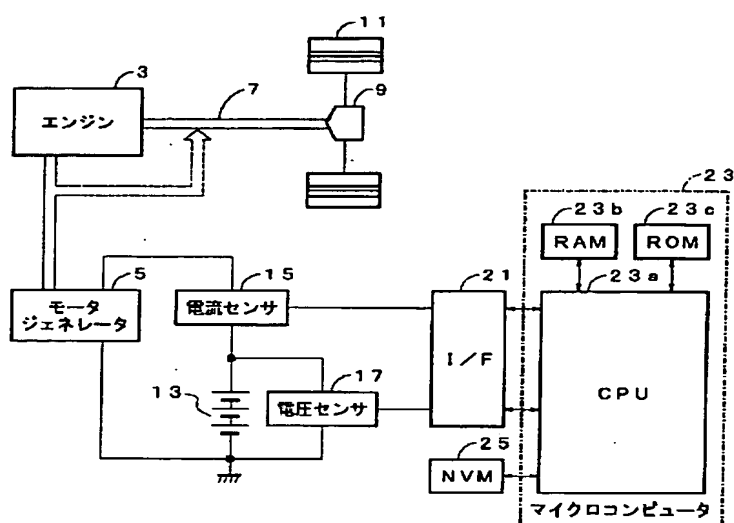 11
3
7
9
エンジン
23
23b
23c
RAM
ROM
5
15
21
23a
モータ
ジェネレータ
電流センサ
I/F
CPU
13
17
電圧センサ
25
NVM
マイクロコンピュータ